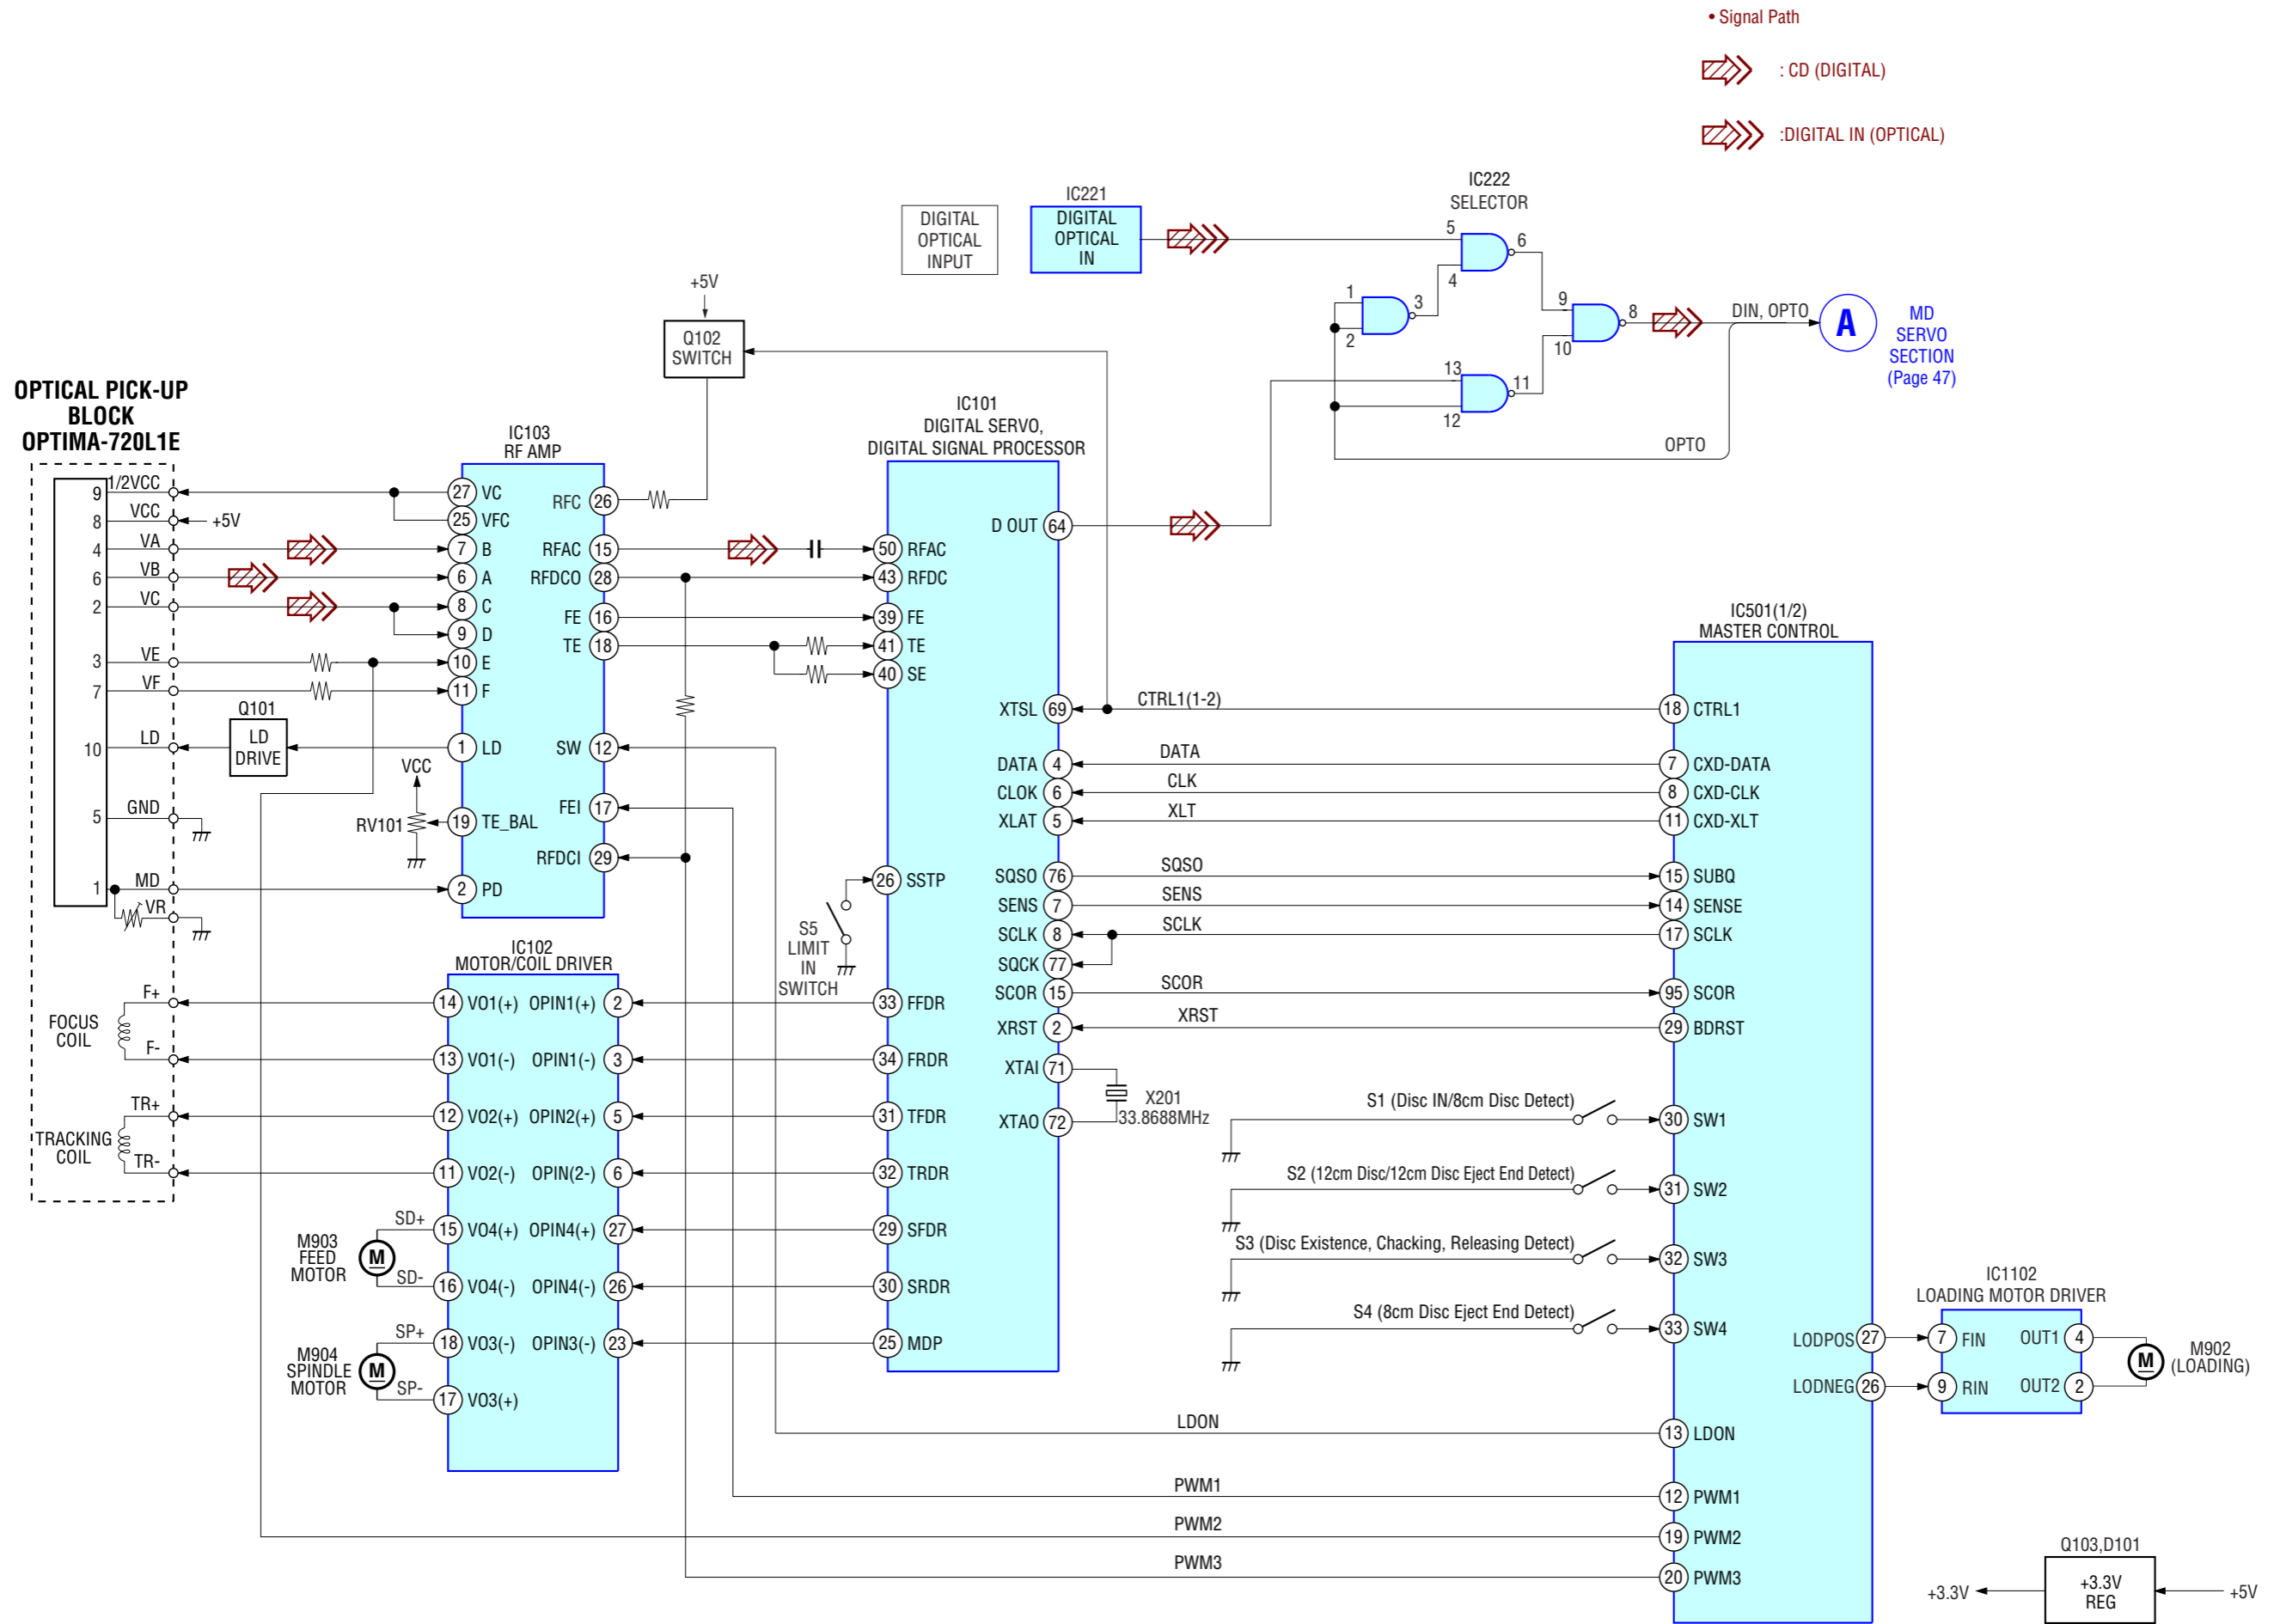 • Signal Path
: CD (DIGITAL)
:DIGITAL IN (OPTICAL)
DIGITAL
OPTICAL
INPUT
IC221
DIGITAL
OPTICAL
IN
IC222
SELECTOR
5
6
4
1
3
2
9
8
10
13
11
12
DIN, OPTO
OPTO
A
MD
SERVO
SECTION
(Page 47)
+5V
Q102
SWITCH
OPTICAL PICK-UP
BLOCK
OPTIMA-720L1E
9 1/2VCC
8 VCC
+5V
4 VA
6 VB
2 VC
3 VE
7 VF
10 LD
5 GND
1 MD
VR
Q101
LD
DRIVE
VCC
RV101
FOCUS
COIL
F+
F-
TRACKING
COIL
TR+
TR-
IC103
RF AMP
27 VC
25 VFC
7 B
6 A
8 C
9 D
10 E
11 F
1 LD
19 TE_BAL
2 PD
RFC 26
RFAC 15
RFDCO 28
FE 16
TE 18
SW 12
FEI 17
RFDCI 29
IC102
MOTOR/COIL DRIVER
14 VO1(+) OPIN1(+) 2
13 VO1(-) OPIN1(-) 3
12 VO2(+) OPIN2(+) 5
11 VO2(-) OPIN(2-) 6
15 VO4(+) OPIN4(+) 27
16 VO4(-) OPIN4(-) 26
18 VO3(-) OPIN3(-) 23
17 VO3(+)
M903
FEED
MOTOR
M
SD+
SD-
M904
SPINDLE
MOTOR
M
SP+
SP-
IC101
DIGITAL SERVO,
DIGITAL SIGNAL PROCESSOR
50 RFAC
43 RFDC
39 FE
41 TE
40 SE
26 SSTP
33 FFDR
34 FRDR
31 TFDR
32 TRDR
29 SFDR
30 SRDR
25 MDP
S5
LIMIT
IN
SWITCH
D OUT 64
XTSL 69
DATA 4
CLOK 6
XLAT 5
SQSO 76
SENS 7
SCLK 8
SQCK 77
SCOR 15
XRST 2
XTAI 71
XTAO 72
X201
33.8688MHz
CTRL1(1-2)
DATA
CLK
XLT
SQSO
SENS
SCLK
SCOR
XRST
S1 (Disc IN/8cm Disc Detect)
S2 (12cm Disc/12cm Disc Eject End Detect)
S3 (Disc Existence, Chacking, Releasing Detect)
S4 (8cm Disc Eject End Detect)
LDON
PWM1
PWM2
PWM3
IC501(1/2)
MASTER CONTROL
18 CTRL1
7 CXD-DATA
8 CXD-CLK
11 CXD-XLT
15 SUBQ
14 SENSE
17 SCLK
95 SCOR
29 BDRST
30 SW1
31 SW2
32 SW3
33 SW4
13 LDON
12 PWM1
19 PWM2
20 PWM3
LODPOS 27
LODNEG 26
IC1102
LOADING MOTOR DRIVER
7 FIN OUT1 4
9 RIN OUT2 2
M
M902
(LOADING)
Q103,D101
+3.3V
+3.3V
REG
+5V